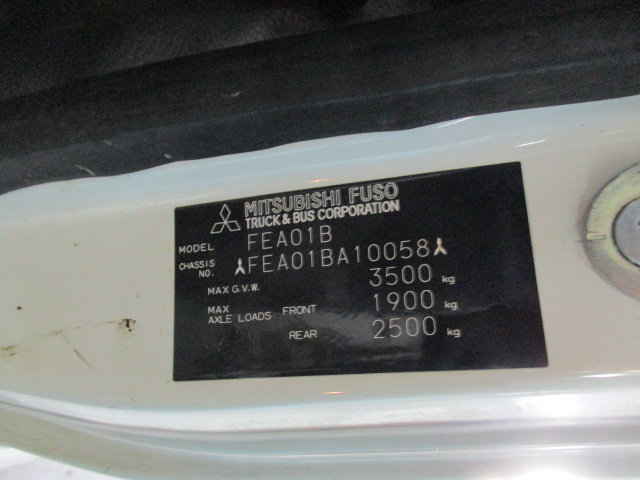 MITSUBISHI FUSO
TRUCK & BUS CORPORATION
MODEL FEA01B
CHASSIS NO. FEA01BA10058
MAX G.V.W. 3500 kg
MAX AXLE LOADS FRONT 1900 kg
REAR 2500 kg